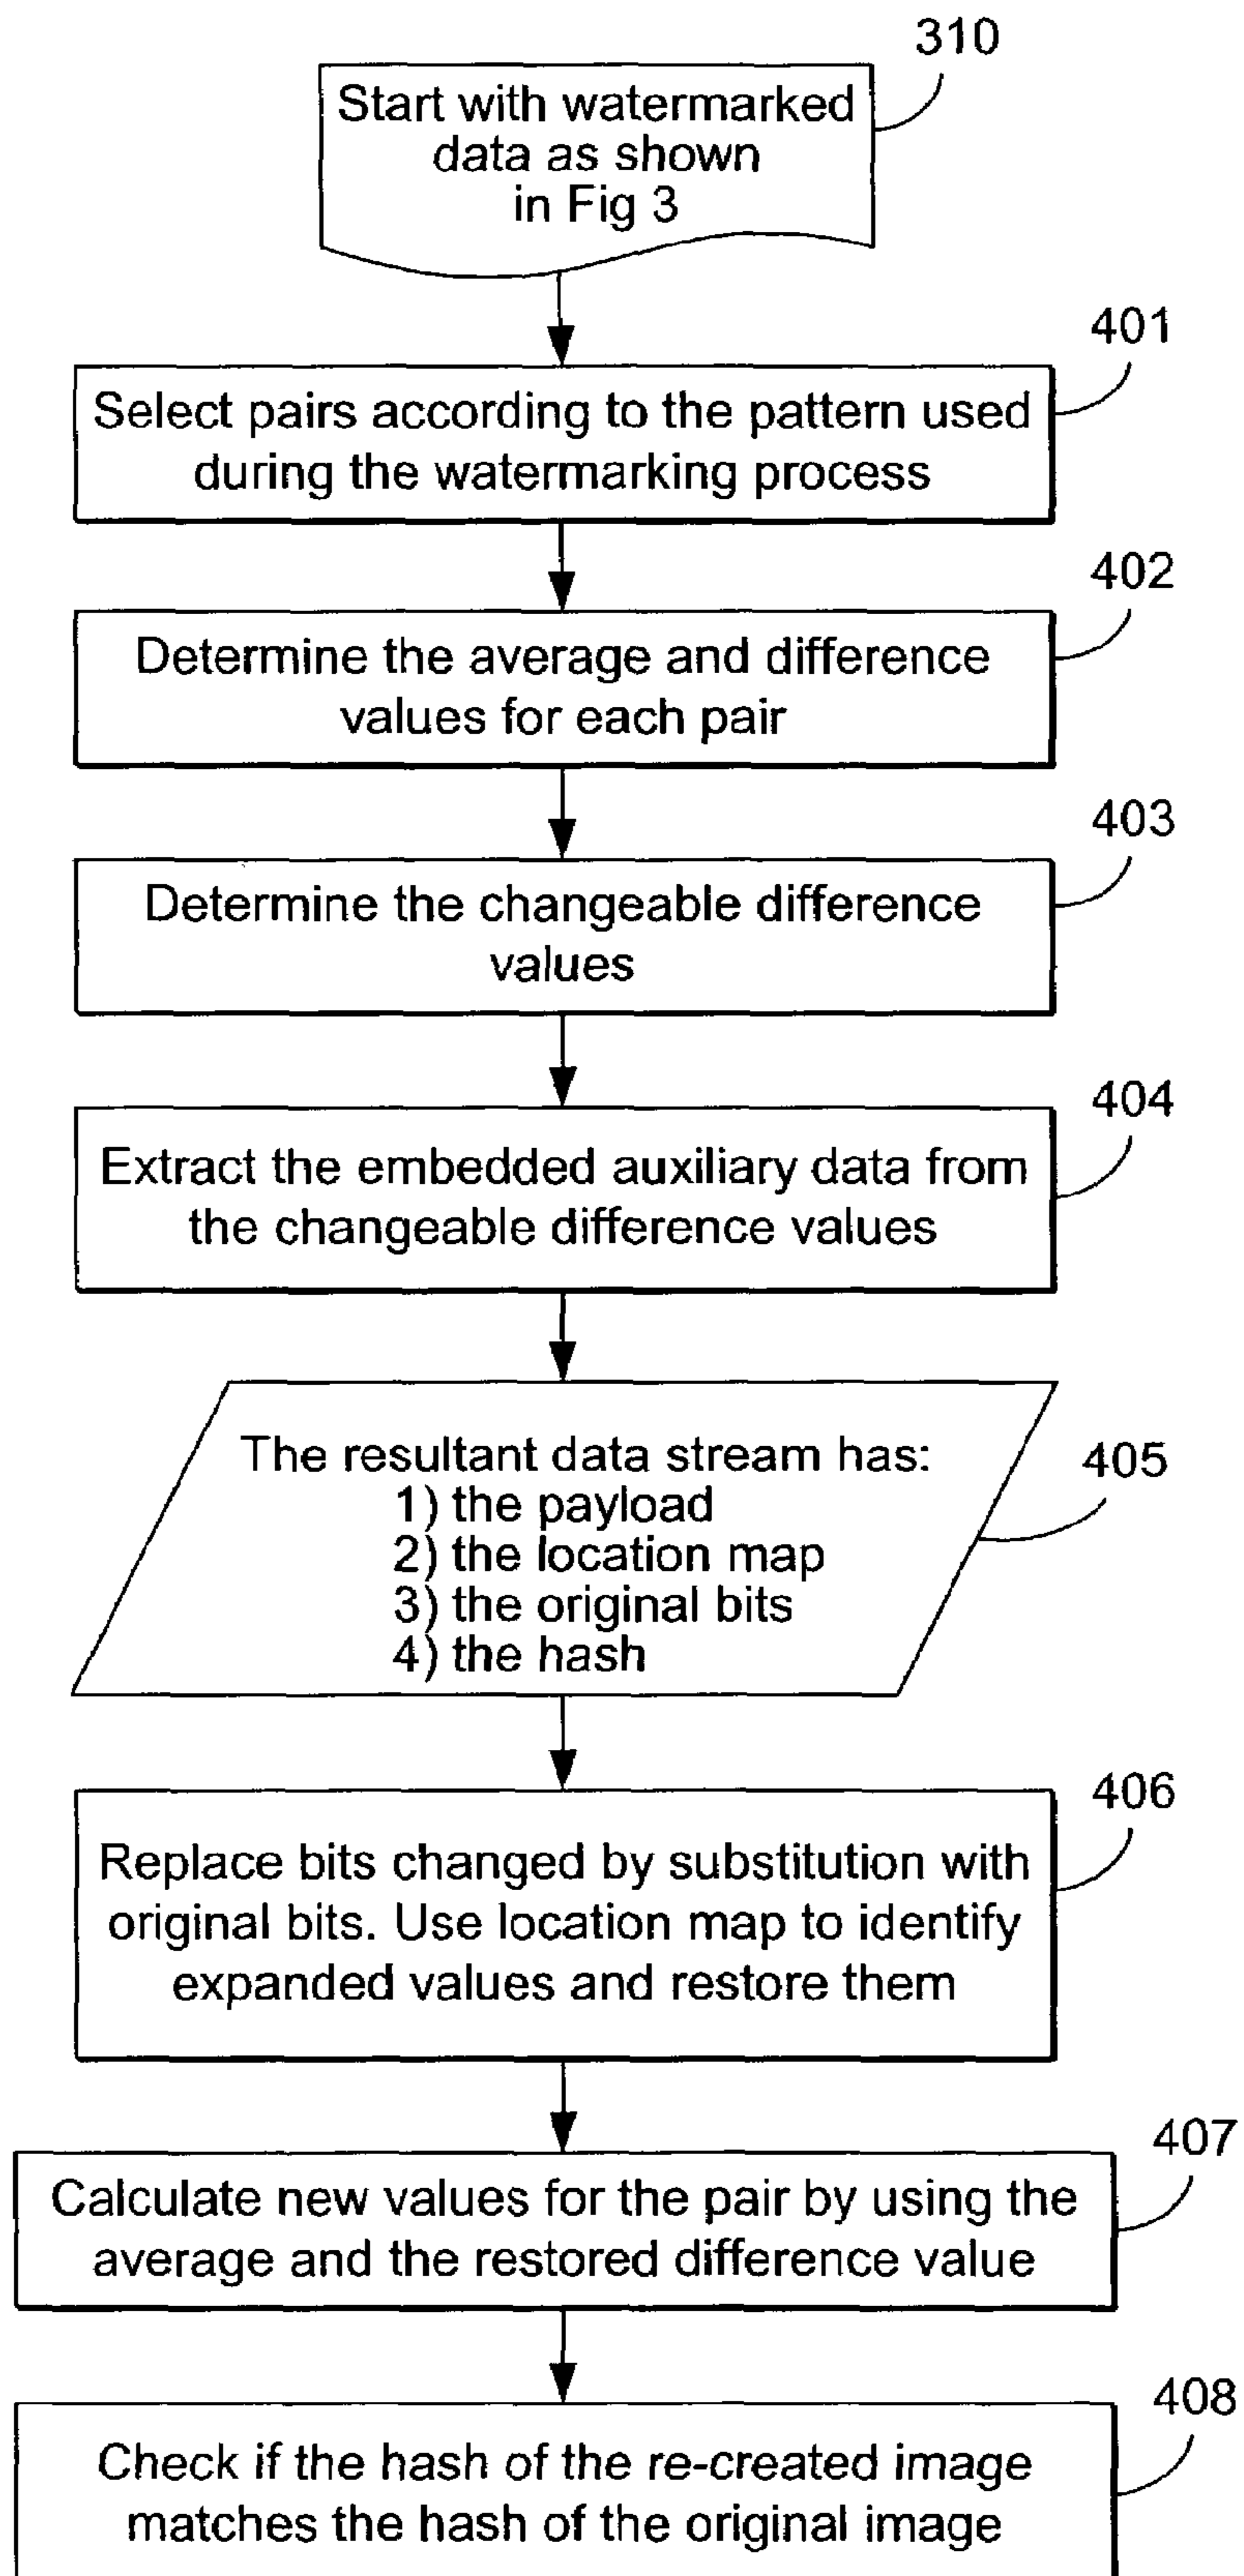 310
Start with watermarked
data as shown
in Fig 3
401
Select pairs according to the pattern used
during the watermarking process
402
Determine the average and difference
values for each pair
403
Determine the changeable difference
values
404
Extract the embedded auxiliary data from
the changeable difference values
405
The resultant data stream has:
1) the payload
2) the location map
3) the original bits
4) the hash
406
Replace bits changed by substitution with
original bits. Use location map to identify
expanded values and restore them
407
Calculate new values for the pair by using the
average and the restored difference value
408
Check if the hash of the re-created image
matches the hash of the original image